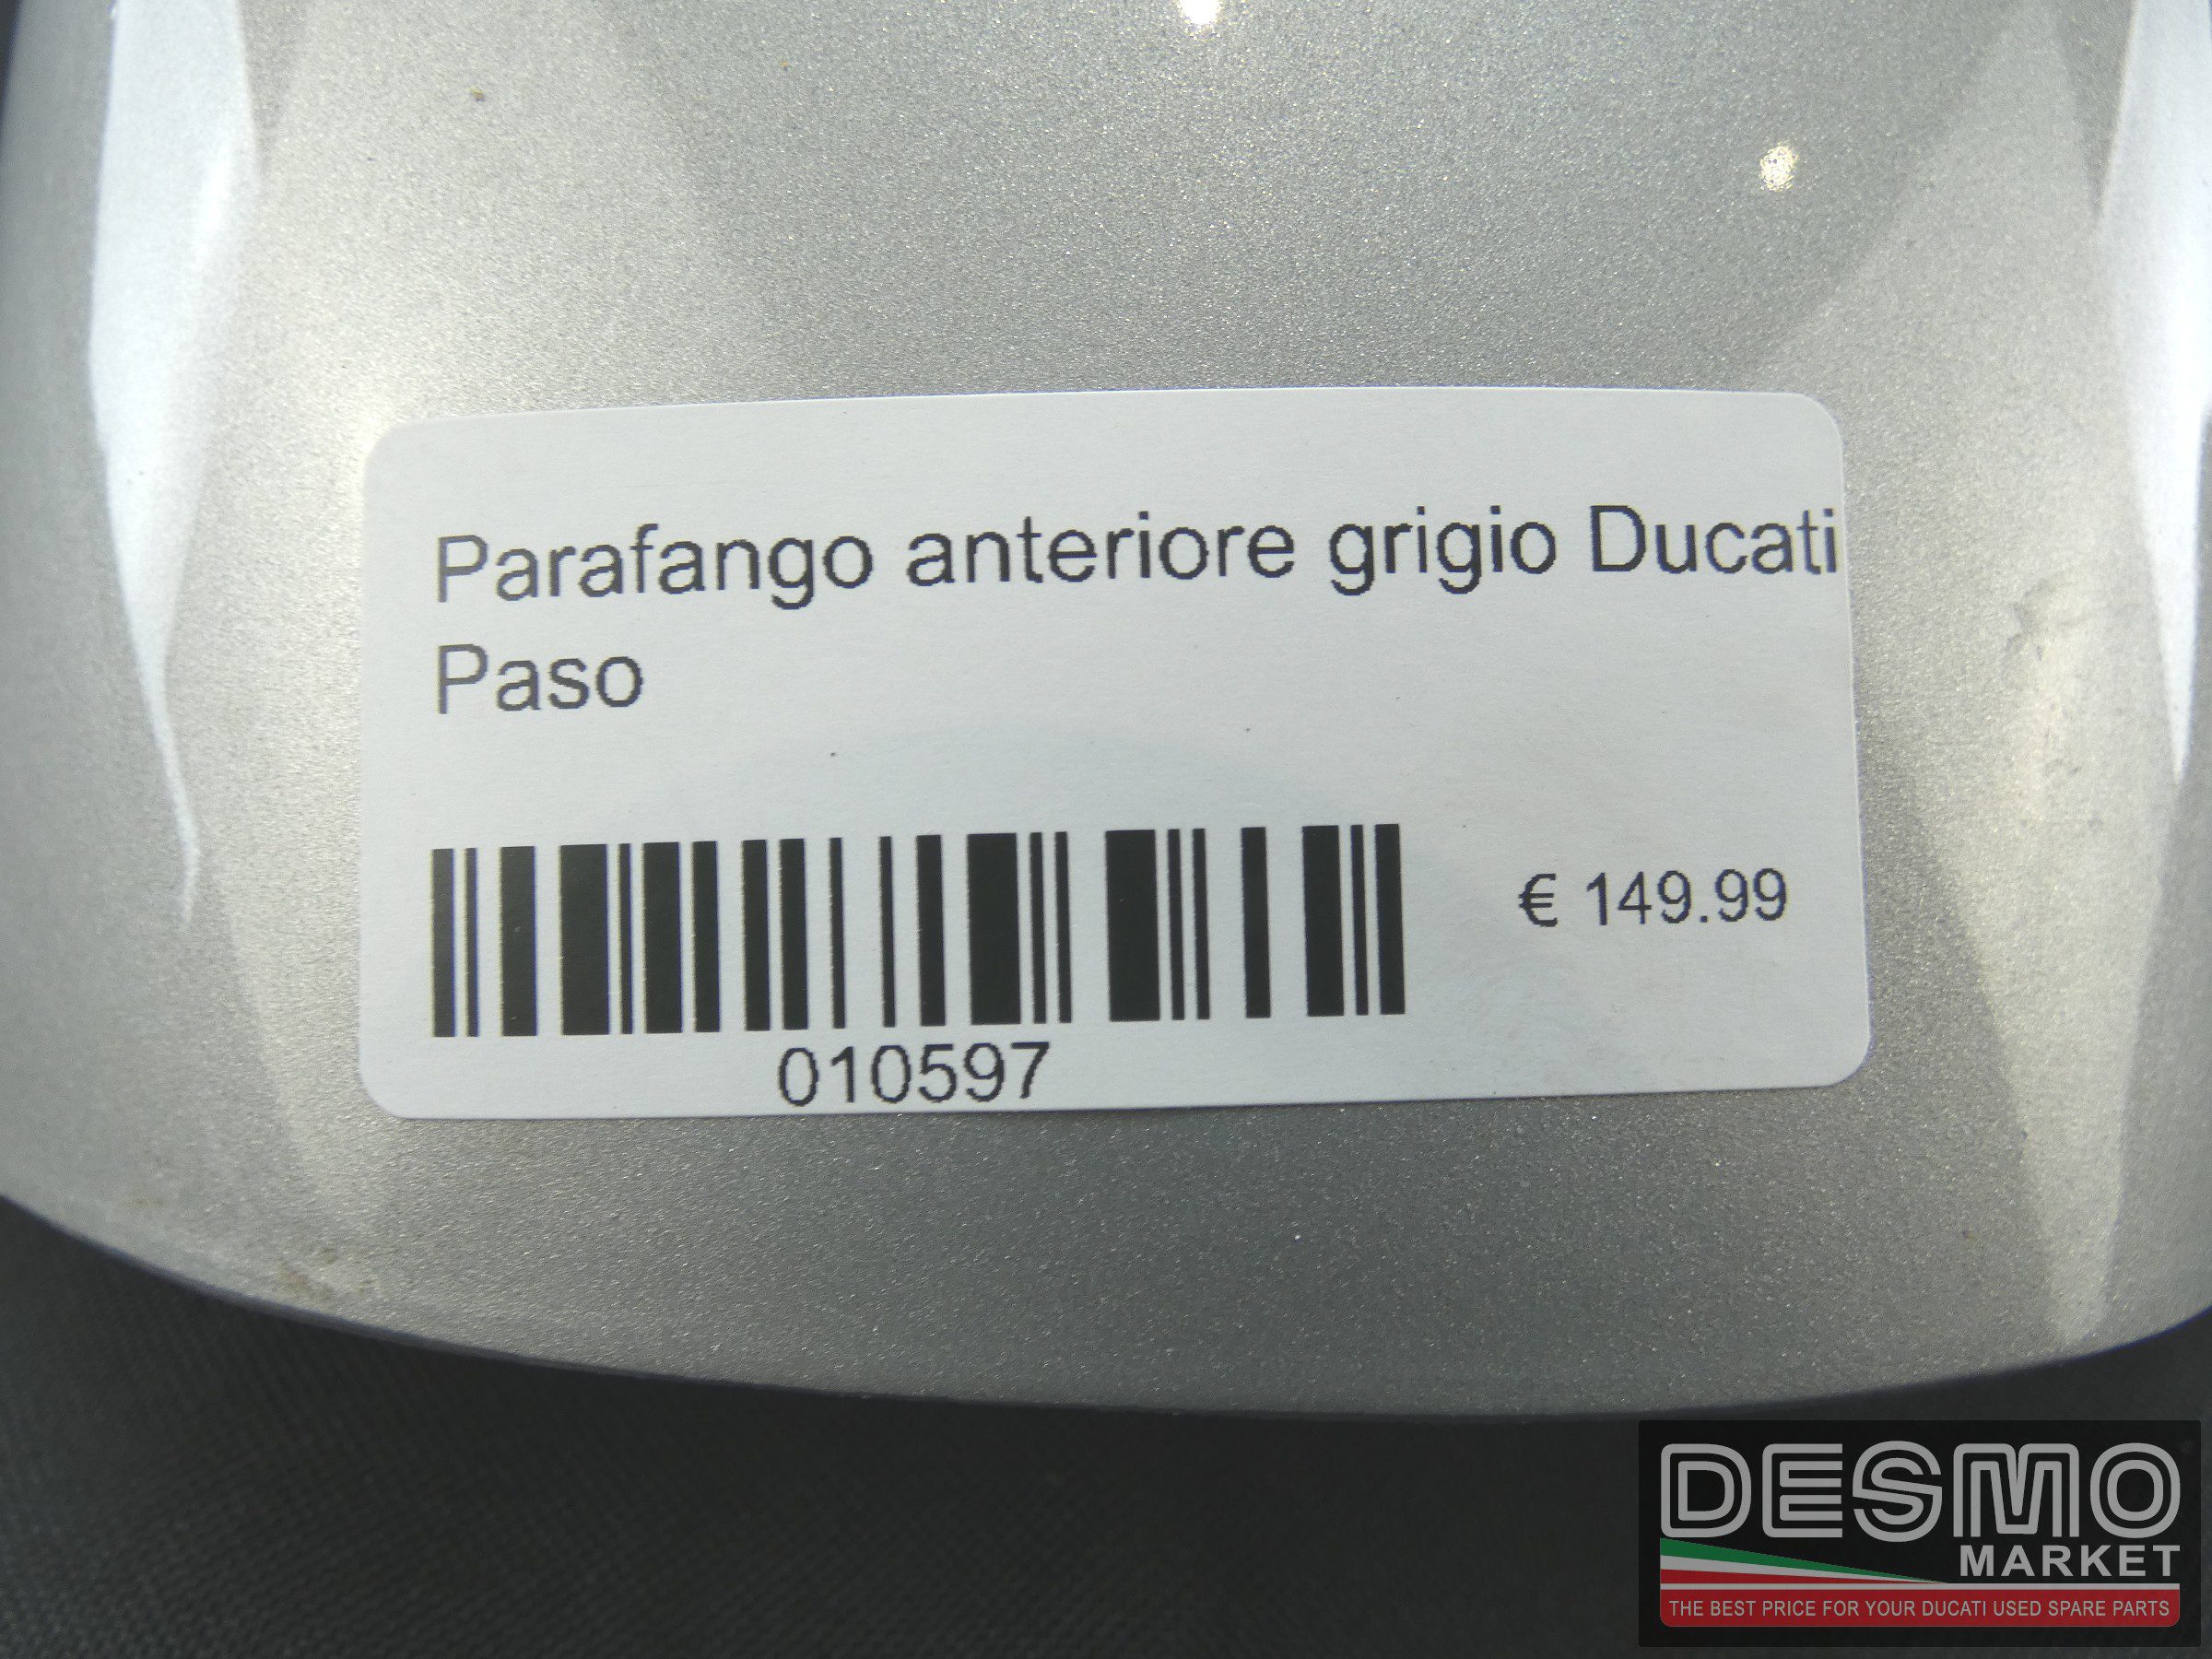 Parafango anteriore grigio Ducati
Paso
€ 149.99
010597
DESMO
MARKET
THE BEST PRICE FOR YOUR DUCATI USED SPARE PARTS